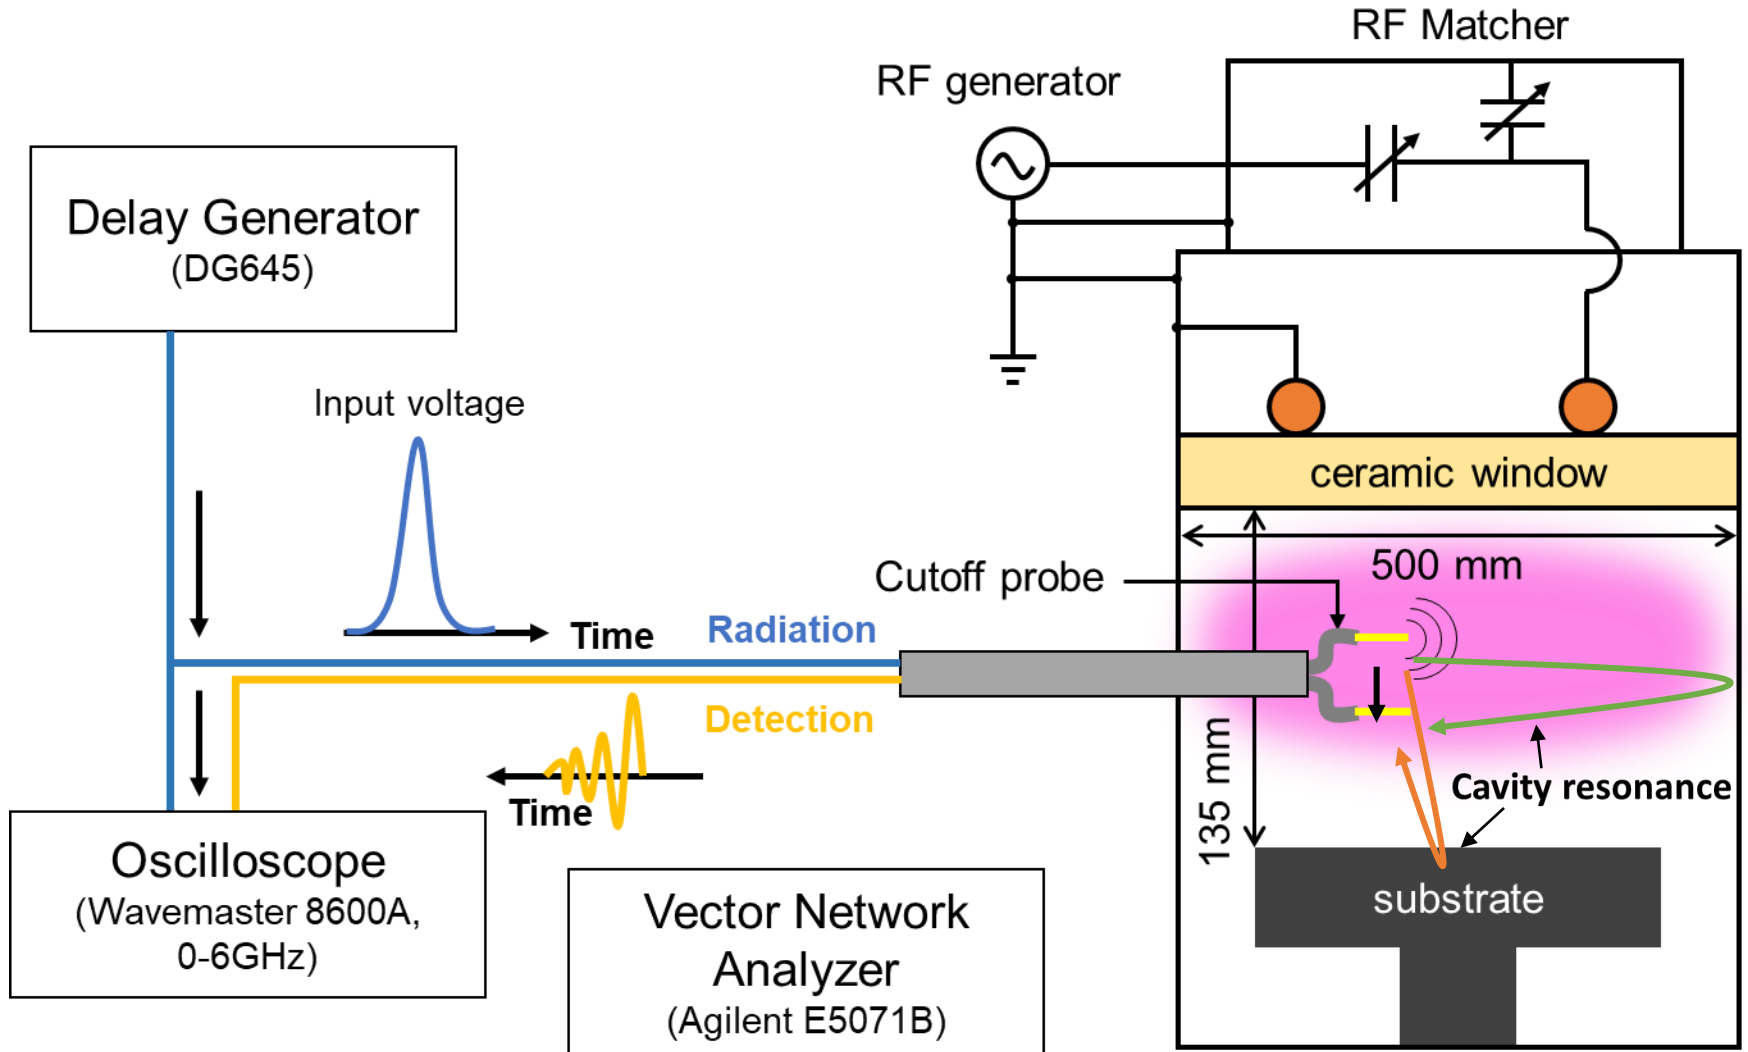 RF Matcher
RF generator
Delay Generator
(DG645)
Input voltage
ceramic window
500 mm
Cutoff probe
Time
Radiation
Detection
Time
135 mm
Cavity resonance
Oscilloscope
(Wavemaster 8600A,
0-6GHz)
Vector Network
Analyzer
(Agilent E5071B)
substrate